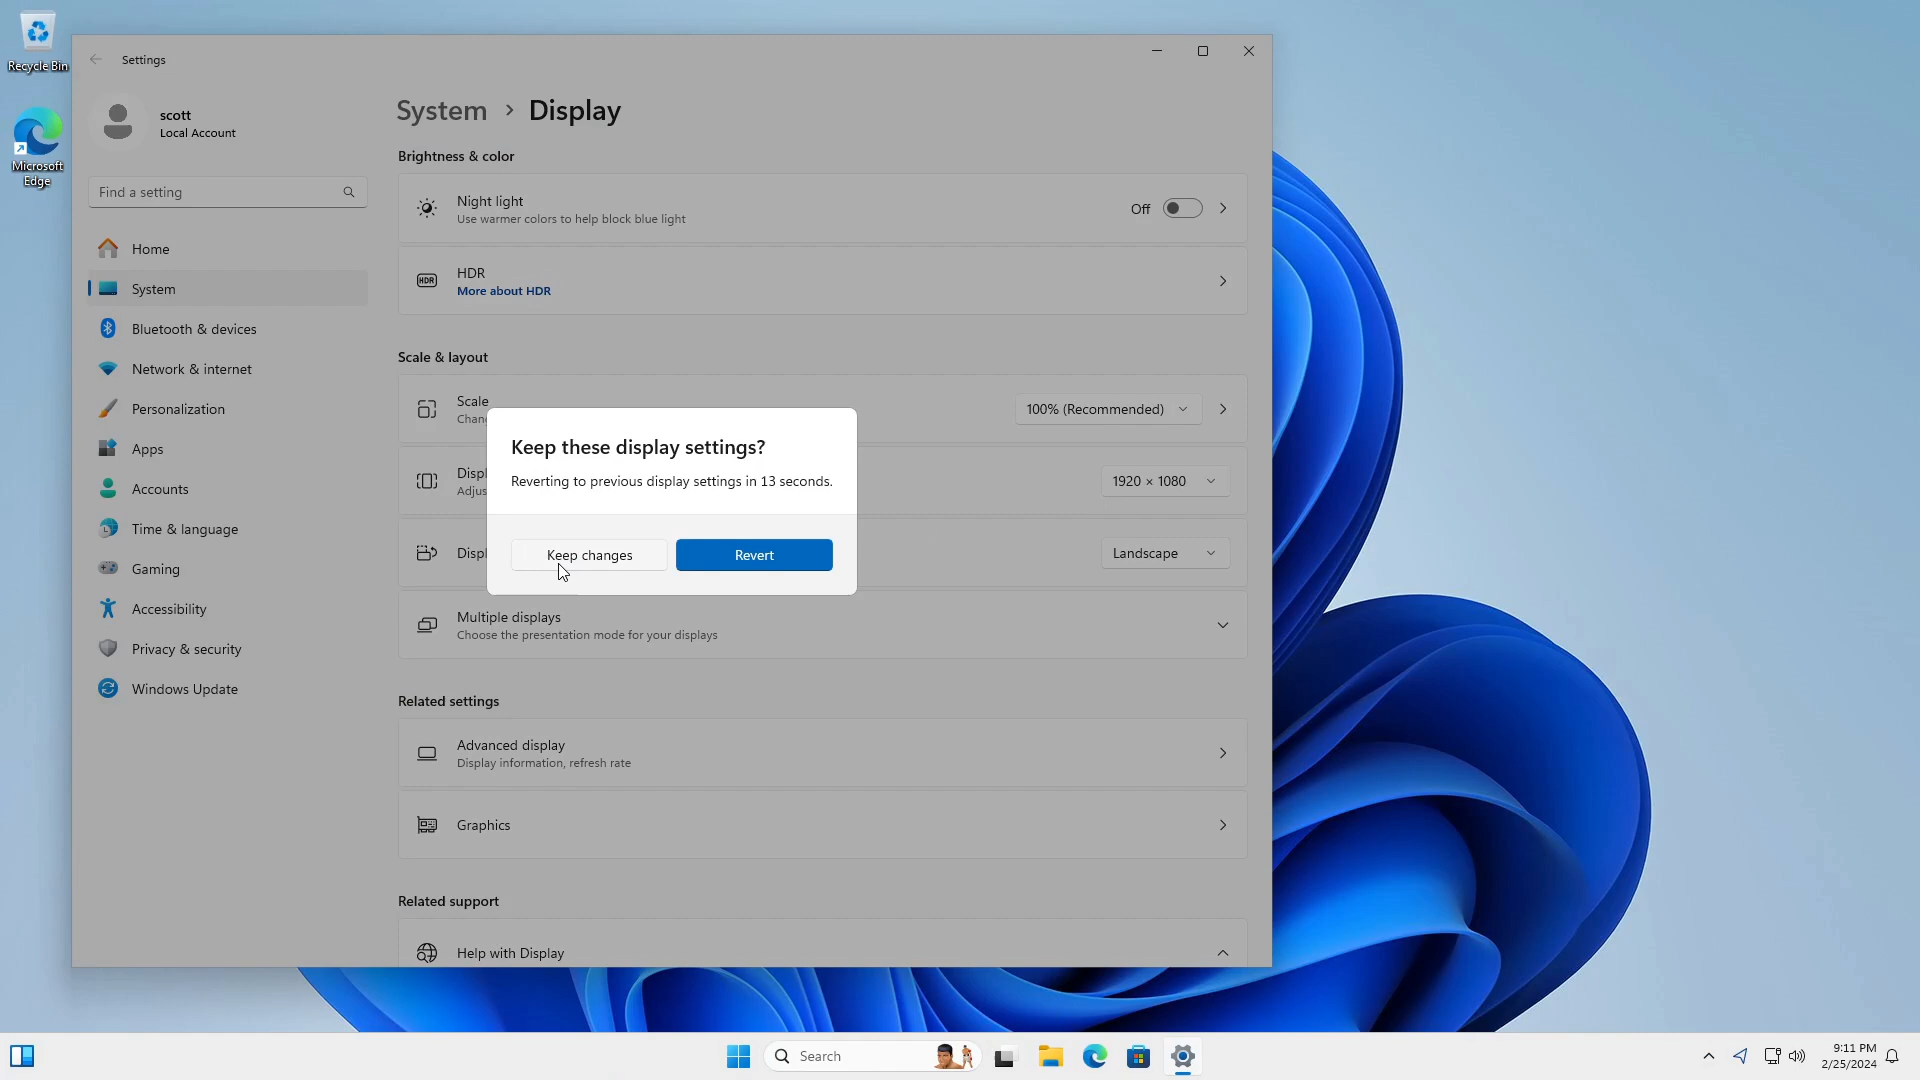 Recycle Bin
Microsoft
Edge
Settings
scott
Local Account
Find a setting
Home
System
Bluetooth & devices
Network & internet
Personalization
Apps
Accounts
Time & language
Gaming
Accessibility
Privacy & security
Windows Update
System > Display
Brightness & color
Night light
Use warmer colors to help block blue light
Off
HDR
HDR
More about HDR
Scale & layout
Scale
100% (Recommended)
1920 × 1080
Landscape
Keep these display settings?
Reverting to previous display settings in 13 seconds.
Keep changes
Revert
Multiple displays
Choose the presentation mode for your displays
Related settings
Advanced display
Display information, refresh rate
Graphics
Related support
Help with Display
Search
9:11 PM
2/25/2024